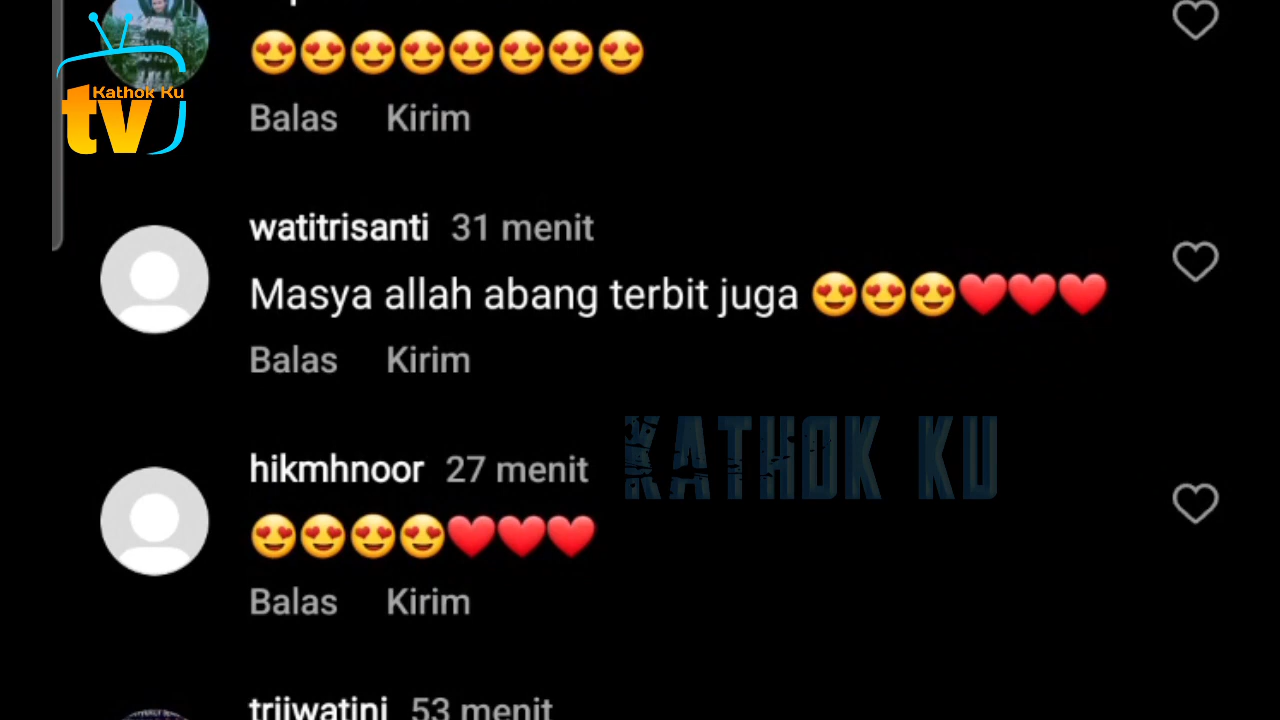 Kathok Ku
tv
😍😍😍😍😍😍😍😍
Balas Kirim
watitrisanti 31 menit
Masya allah abang terbit juga 😍😍😍❤️❤️❤️
Balas Kirim
KATHOK KU
hikmhnoor 27 menit
😍😍😍😍❤️❤️❤️
Balas Kirim
triiwatini 53 menit